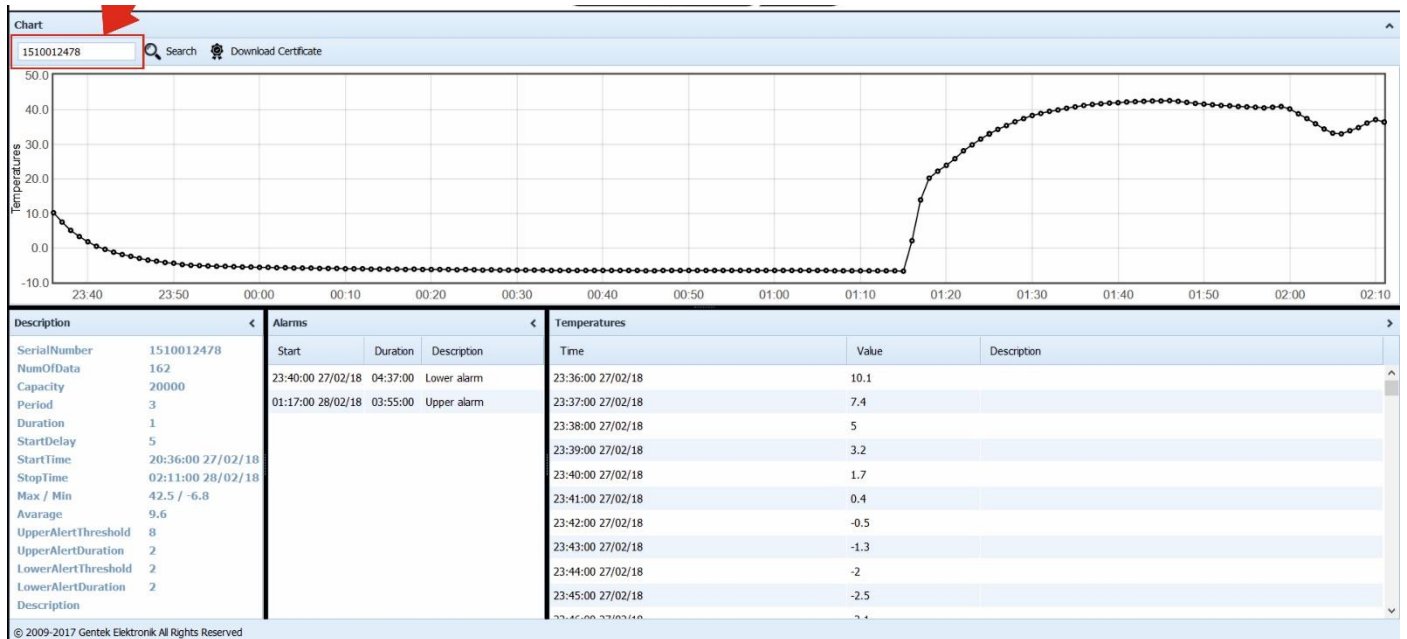 Chart
1510012478 Search Download Certificate
50.0
40.0
30.0
20.0
10.0
0.0
-10.0
Temperatures
23:40 23:50 00:00 00:10 00:20 00:30 00:40 00:50 01:00 01:10 01:20 01:30 01:40 01:50 02:00 02:10
Description
SerialNumber 1510012478
NumOfData 162
Capacity 20000
Period 3
Duration 1
StartDelay 5
StartTime 20:36:00 27/02/18
StopTime 02:11:00 28/02/18
Max / Min 42.5 / -6.8
Avarage 9.6
UpperAlertThreshold 8
UpperAlertDuration 2
LowerAlertThreshold 2
LowerAlertDuration 2
Description
Alarms
Start Duration Description
23:40:00 27/02/18 04:37:00 Lower alarm
01:17:00 28/02/18 03:55:00 Upper alarm
Temperatures
Time Value Description
23:36:00 27/02/18 10.1
23:37:00 27/02/18 7.4
23:38:00 27/02/18 5
23:39:00 27/02/18 3.2
23:40:00 27/02/18 1.7
23:41:00 27/02/18 0.4
23:42:00 27/02/18 -0.5
23:43:00 27/02/18 -1.3
23:44:00 27/02/18 -2
23:45:00 27/02/18 -2.5
© 2009-2017 Gentek Elektronik All Rights Reserved